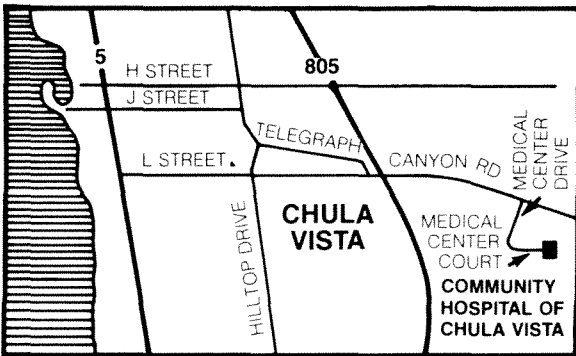 5
805
H STREET
J STREET
TELEGRAPH
CANYON RD
L STREET
HILLTOP DRIVE
CHULA
VISTA
MEDICAL
CENTER
DRIVE
MEDICAL
CENTER
COURT
COMMUNITY
HOSPITAL OF
CHULA VISTA